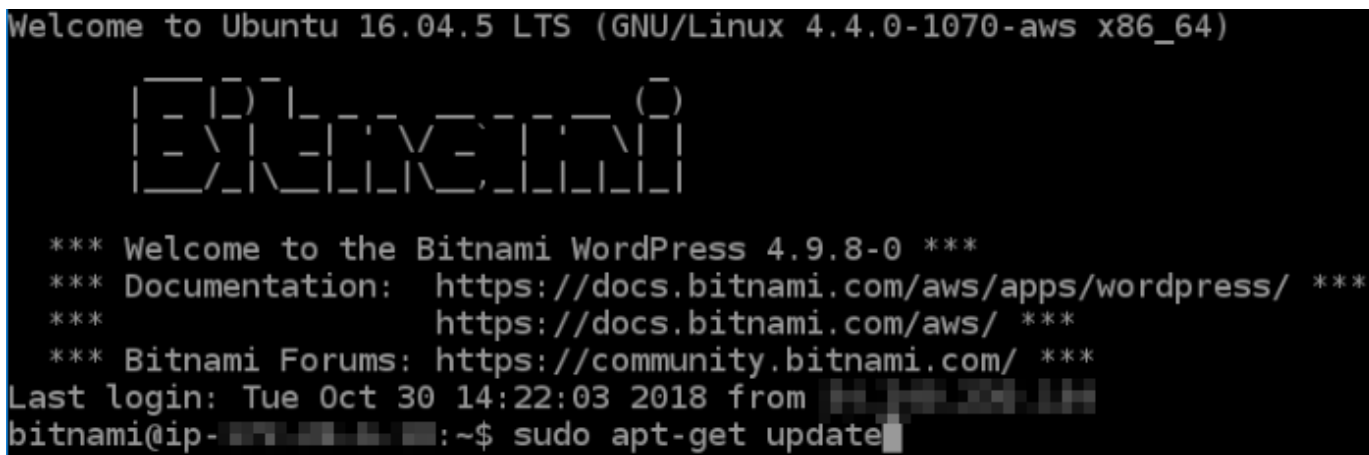 Welcome to Ubuntu 16.04.5 LTS (GNU/Linux 4.4.0-1070-aws x86_64)
Bitnami
*** Welcome to the Bitnami WordPress 4.9.8-0 ***
*** Documentation:  https://docs.bitnami.com/aws/apps/wordpress/ ***
***                 https://docs.bitnami.com/aws/ ***
*** Bitnami Forums: https://community.bitnami.com/ ***
Last login: Tue Oct 30 14:22:03 2018 from
bitnami@ip- :~$ sudo apt-get update